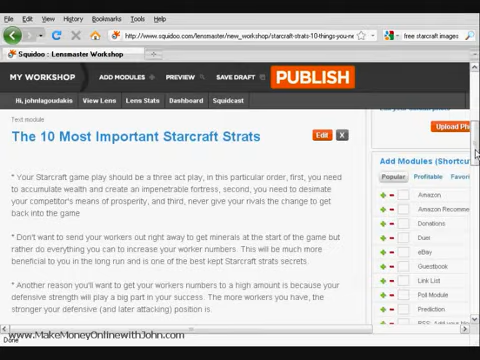 File Edit View History Bookmarks Tools Help
http://www.squidoo.com/lensmaster/new_workshop/starcraft-strats-10-things-you-ne
free starcraft images
Squidoo : Lensmaster Workshop
MY WORKSHOP ADD MODULES PREVIEW SAVE DRAFT PUBLISH
Hi, johnlagoudakis View Lens Lens Stats Dashboard Squidcast
Text module
The 10 Most Important Starcraft Strats
Edit X
* Your Starcraft game play should be a three act play, in this particular order, first, you need
to accumulate wealth and create an impenetrable fortress, second, you need to desimate
your competitor's means of prosperity, and third, never give your rivals the change to get
back into the game
* Don't want to send your workers out right away to get minerals at the start of the game but
rather do everything you can to increase your worker numbers. This will be much more
beneficial to you in the long run and is one of the best kept Starcraft strats secrets.
* Another reason you'll want to get your workers numbers to a high amount is because your
defensive strength will play a big part in your success. The more workers you have, the
stronger your defensive (and later attacking) position is.
Upload Ph
Add Modules (Shortcu
Popular Profitable Favori
Amazon
Amazon Recomme
Donations
Duel
eBay
Guestbook
Link List
Poll Module
Prediction
www.MakeMoneyOnlinewithJohn.com
Done